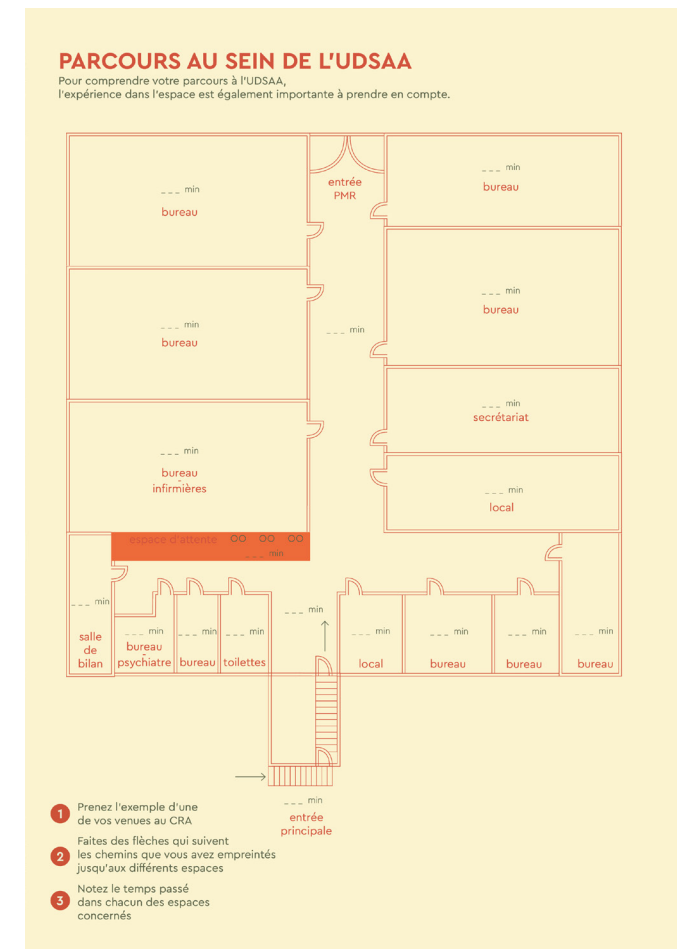 PARCOURS AU SEIN DE L'UDSAA
Pour comprendre votre parcours à l'UDSAA,
l'expérience dans l'espace est également importante à prendre en compte.
_ _ _ min
bureau
entrée
PMR
_ _ _ min
bureau
_ _ _ min
bureau
_ _ _ min
_ _ _ min
bureau
_ _ _ min
secrétariat
_ _ _ min
bureau
-
infirmières
_ _ _ min
local
espace d'attente
_ _ _ min
_ _ _ min
salle
de
bilan
_ _ _ min
bureau
-
psychiatre
_ _ _ min
bureau
_ _ _ min
toilettes
_ _ _ min
_ _ _ min
local
_ _ _ min
bureau
_ _ _ min
bureau
_ _ _ min
bureau
_ _ _ min
entrée
principale
1 Prenez l'exemple d'une
de vos venues au CRA
2 Faites des flèches qui suivent
les chemins que vous avez empreintés
jusqu'aux différents espaces
3 Notez le temps passé
dans chacun des espaces
concernés